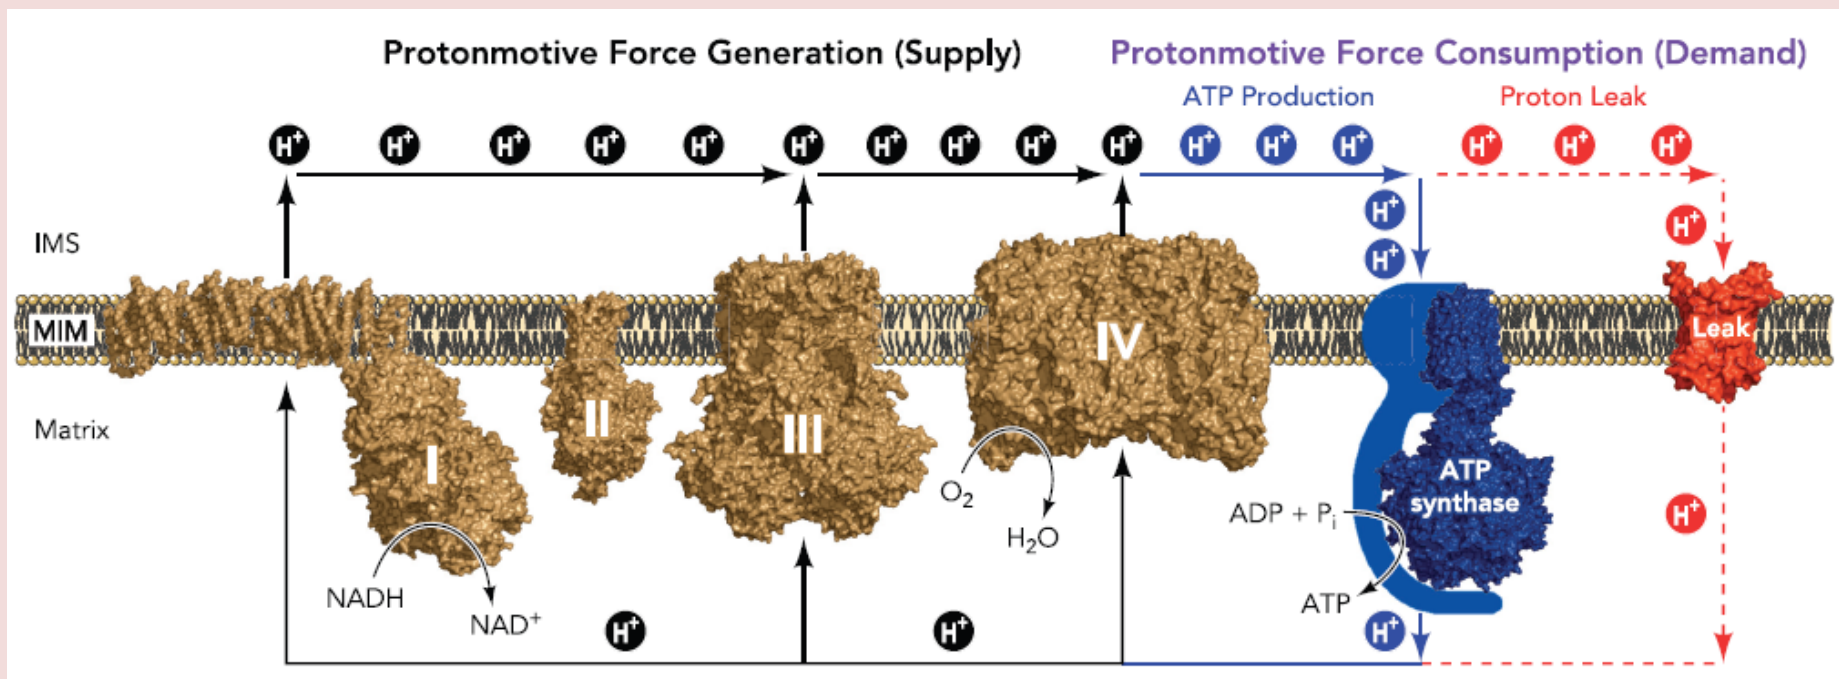 Protonmotive Force Generation (Supply)
Protonmotive Force Consumption (Demand)
ATP Production
Proton Leak
H⁺ H⁺ H⁺ H⁺ H⁺ H⁺ H⁺ H⁺ H⁺ H⁺ H⁺ H⁺ H⁺ H⁺ H⁺ H⁺
H⁺
H⁺
H⁺
IMS
MIM
Leak
Matrix
I
II
III
IV
O₂
H₂O
NADH
NAD⁺
ATP
synthase
ADP + Pᵢ
ATP
H⁺
H⁺ H⁺ H⁺